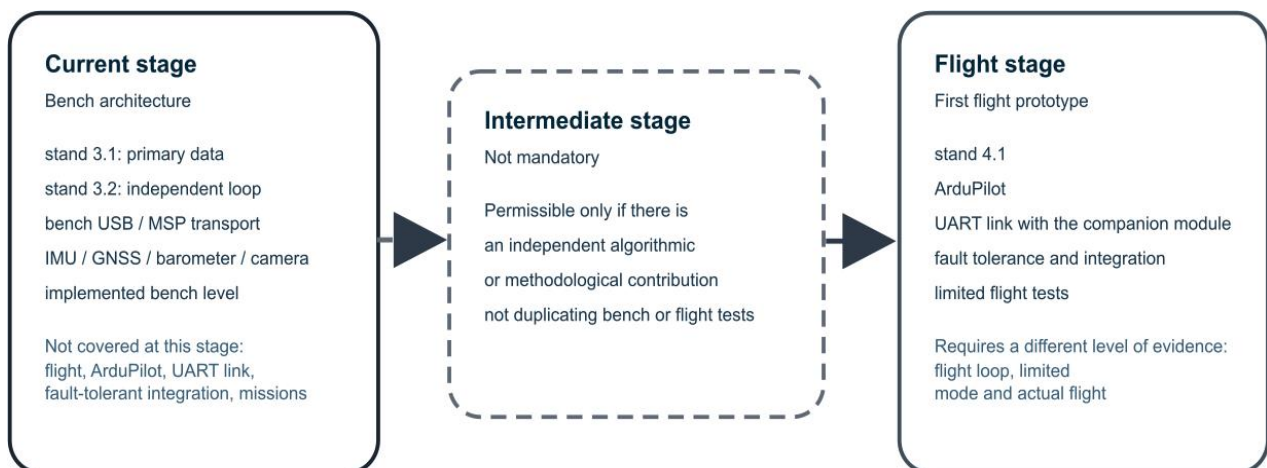 Current stage
Bench architecture
stand 3.1: primary data
stand 3.2: independent loop
bench USB / MSP transport
IMU / GNSS / barometer / camera
implemented bench level
Not covered at this stage:
flight, ArduPilot, UART link,
fault-tolerant integration, missions
Intermediate stage
Not mandatory
Permissible only if there is
an independent algorithmic
or methodological contribution
not duplicating bench or flight tests
Flight stage
First flight prototype
stand 4.1
ArduPilot
UART link with the companion module
fault tolerance and integration
limited flight tests
Requires a different level of evidence:
flight loop, limited
mode and actual flight